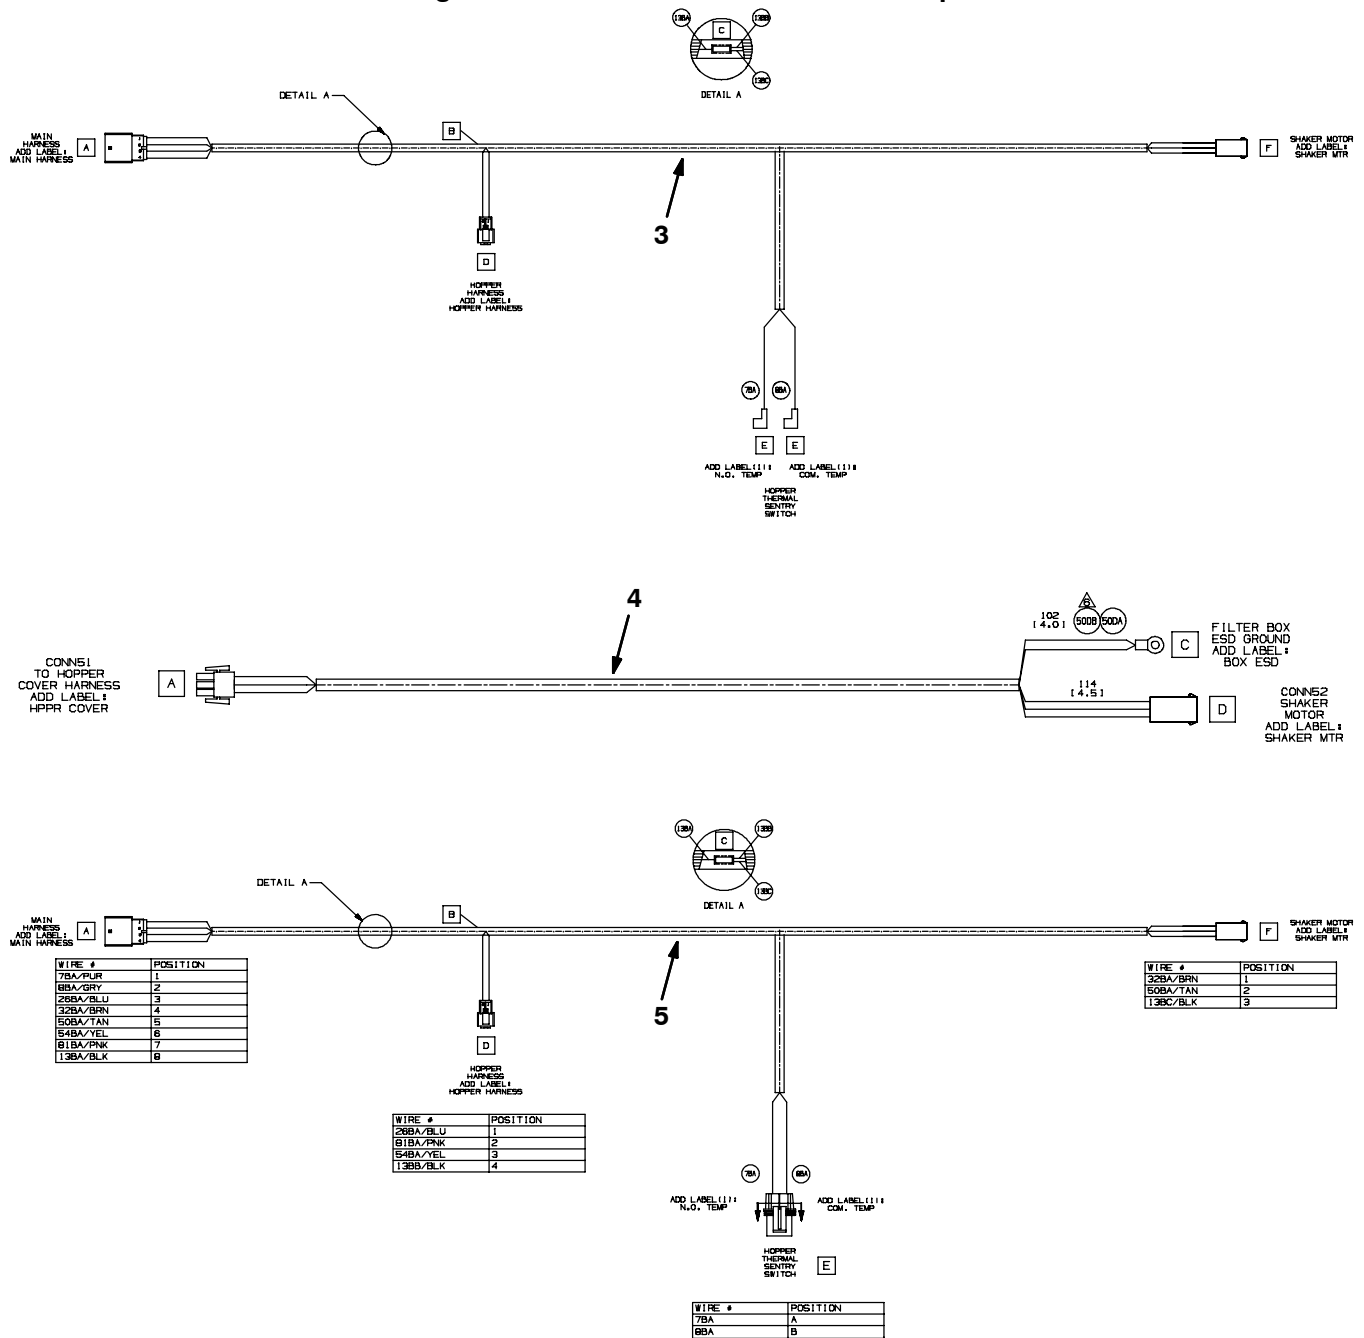 13BA
13BB
C
13BC
DETAIL A
DETAIL A
B
MAIN
HARNESS
ADD LABEL:
MAIN HARNESS
A
F
SHAKER MOTOR
ADD LABEL:
SHAKER MTR
3
D
HOPPER
HARNESS
ADD LABEL:
HOPPER HARNESS
7BA
8BA
E
E
ADD LABEL(1):
N.O. TEMP
ADD LABEL(1):
COM. TEMP
HOPPER
THERMAL
SENTRY
SWITCH
4
102
[4.0]
8
50DB
50DA
C
FILTER BOX
ESD GROUND
ADD LABEL:
BOX ESD
CONN51
TO HOPPER
COVER HARNESS
ADD LABEL:
HPPR COVER
A
114
[4.5]
D
CONN52
SHAKER
MOTOR
ADD LABEL:
SHAKER MTR
13BA
13BB
C
13BC
DETAIL A
DETAIL A
B
MAIN
HARNESS
ADD LABEL:
MAIN HARNESS
A
F
SHAKER MOTOR
ADD LABEL:
SHAKER MTR
WIRE # POSITION
7BA/PUR 1
8BA/GRY 2
26BA/BLU 3
32BA/BRN 4
50BA/TAN 5
54BA/YEL 6
81BA/PNK 7
13BA/BLK 8
WIRE # POSITION
32BA/BRN 1
50BA/TAN 2
13BC/BLK 3
5
D
HOPPER
HARNESS
ADD LABEL:
HOPPER HARNESS
WIRE # POSITION
26BA/BLU 1
81BA/PNK 2
54BA/YEL 3
13BB/BLK 4
7BA
8BA
ADD LABEL(1):
N.O. TEMP
ADD LABEL(1):
COM. TEMP
HOPPER
THERMAL
SENTRY
SWITCH
E
WIRE # POSITION
7BA A
8BA B